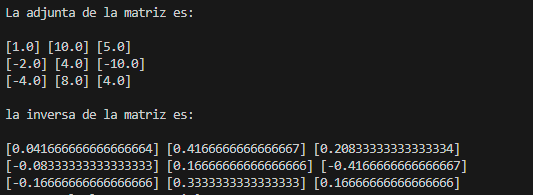 La adjunta de la matriz es:
[1.0] [10.0] [5.0]
[-2.0] [4.0] [-10.0]
[-4.0] [8.0] [4.0]
la inversa de la matriz es:
[0.041666666666666664] [0.4166666666666667] [0.20833333333333334]
[-0.08333333333333333] [0.16666666666666666] [-0.4166666666666667]
[-0.16666666666666666] [0.3333333333333333] [0.16666666666666666]